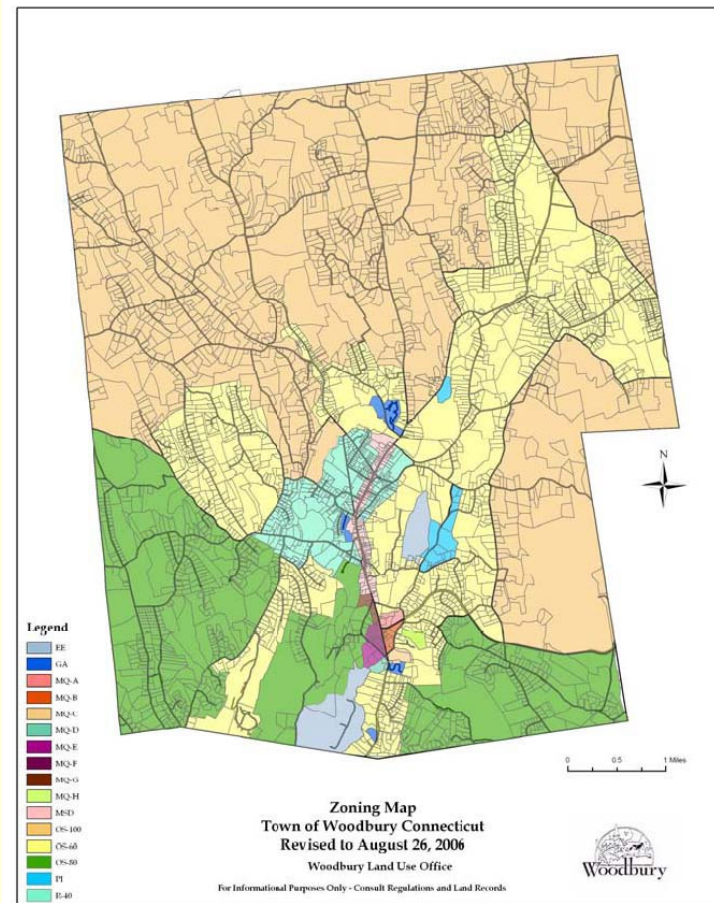 N
Legend
EE
GA
MQ-A
MQ-B
MQ-C
MQ-D
MQ-E
MQ-F
MQ-G
MQ-H
MSD
OS-100
OS-60
OS-80
PI
R-40
0 0.5 1 Miles
Zoning Map
Town of Woodbury Connecticut
Revised to August 26, 2006
Woodbury Land Use Office
For Informational Purposes Only - Consult Regulations and Land Records
Woodbury